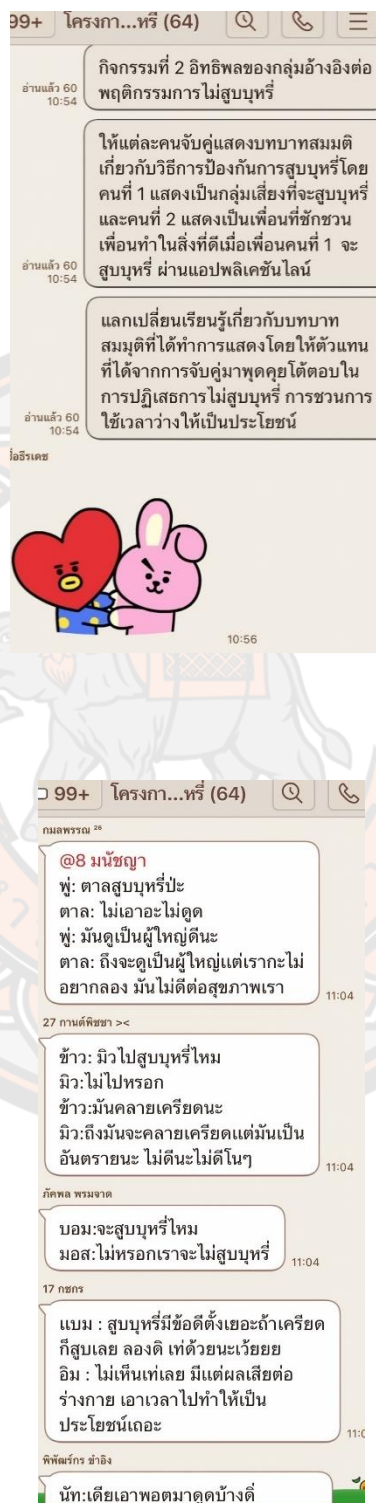 99+ โครงกา...หรี่ (64)
กิจกรรมที่ 2 อิทธิพลของกลุ่มอ้างอิงต่อ
พฤติกรรมการไม่สูบบุหรี่
อ่านแล้ว 60
10:54
ให้แต่ละคนจับคู่แสดงบทบาทสมมติ
เกี่ยวกับวิธีการป้องกันการสูบบุหรี่โดย
คนที่ 1 แสดงเป็นกลุ่มเสี่ยงที่จะสูบบุหรี่
และคนที่ 2 แสดงเป็นเพื่อนที่ชักชวน
เพื่อนทำในสิ่งที่ดีเมื่อเพื่อนคนที่ 1 จะ
สูบบุหรี่ ผ่านแอปพลิเคชันไลน์
อ่านแล้ว 60
10:54
แลกเปลี่ยนเรียนรู้เกี่ยวกับบทบาท
สมมุติที่ได้ทำการแสดงโดยให้ตัวแทน
ที่ได้จากการจับคู่มาพูดคุยโต้ตอบใน
การปฏิเสธการไม่สูบบุหรี่ การชวนการ
ใช้เวลาว่างให้เป็นประโยชน์
อ่านแล้ว 60
10:54
10:56
99+ โครงกา...หรี่ (64)
กมลพรรณ ²⁶
@8 มนัชญา
พู่: ตาลสูบบุหรี่ป่ะ
ตาล: ไม่เอาอะไม่ดูด
พู่: มันดูเป็นผู้ใหญ่ดีนะ
ตาล: ถึงจะดูเป็นผู้ใหญ่แต่เรากะไม่
อยากลอง มันไม่ดีต่อสุขภาพเรา
11:04
27 กานต์พิชชา ><
ข้าว: มิวไปสูบบุหรี่ไหม
มิว:ไม่ไปหรอก
ข้าว:มันคลายเครียดนะ
มิว:ถึงมันจะคลายเครียดแต่มันเป็น
อันตรายนะ ไม่ดีนะไม่ดีโนๆ
11:04
ภัคพล พรมจาด
บอม:จะสูบบุหรี่ไหม
มอส:ไม่หรอกเราจะไม่สูบบุหรี่
11:04
17 กชกร
แบม : สูบบุหรี่มีข้อดีตั้งเยอะถ้าเครียด
ก็สูบเลย ลองดิ เท่ด้วยนะเว้ยยย
อิม : ไม่เห็นเท่เลย มีแต่ผลเสียต่อ
ร่างกาย เอาเวลาไปทำให้เป็น
ประโยชน์เถอะ
พิพัฒร์กร ขำอิง
นัท:เดียเอาพอตมาดูดบ้างดิ่